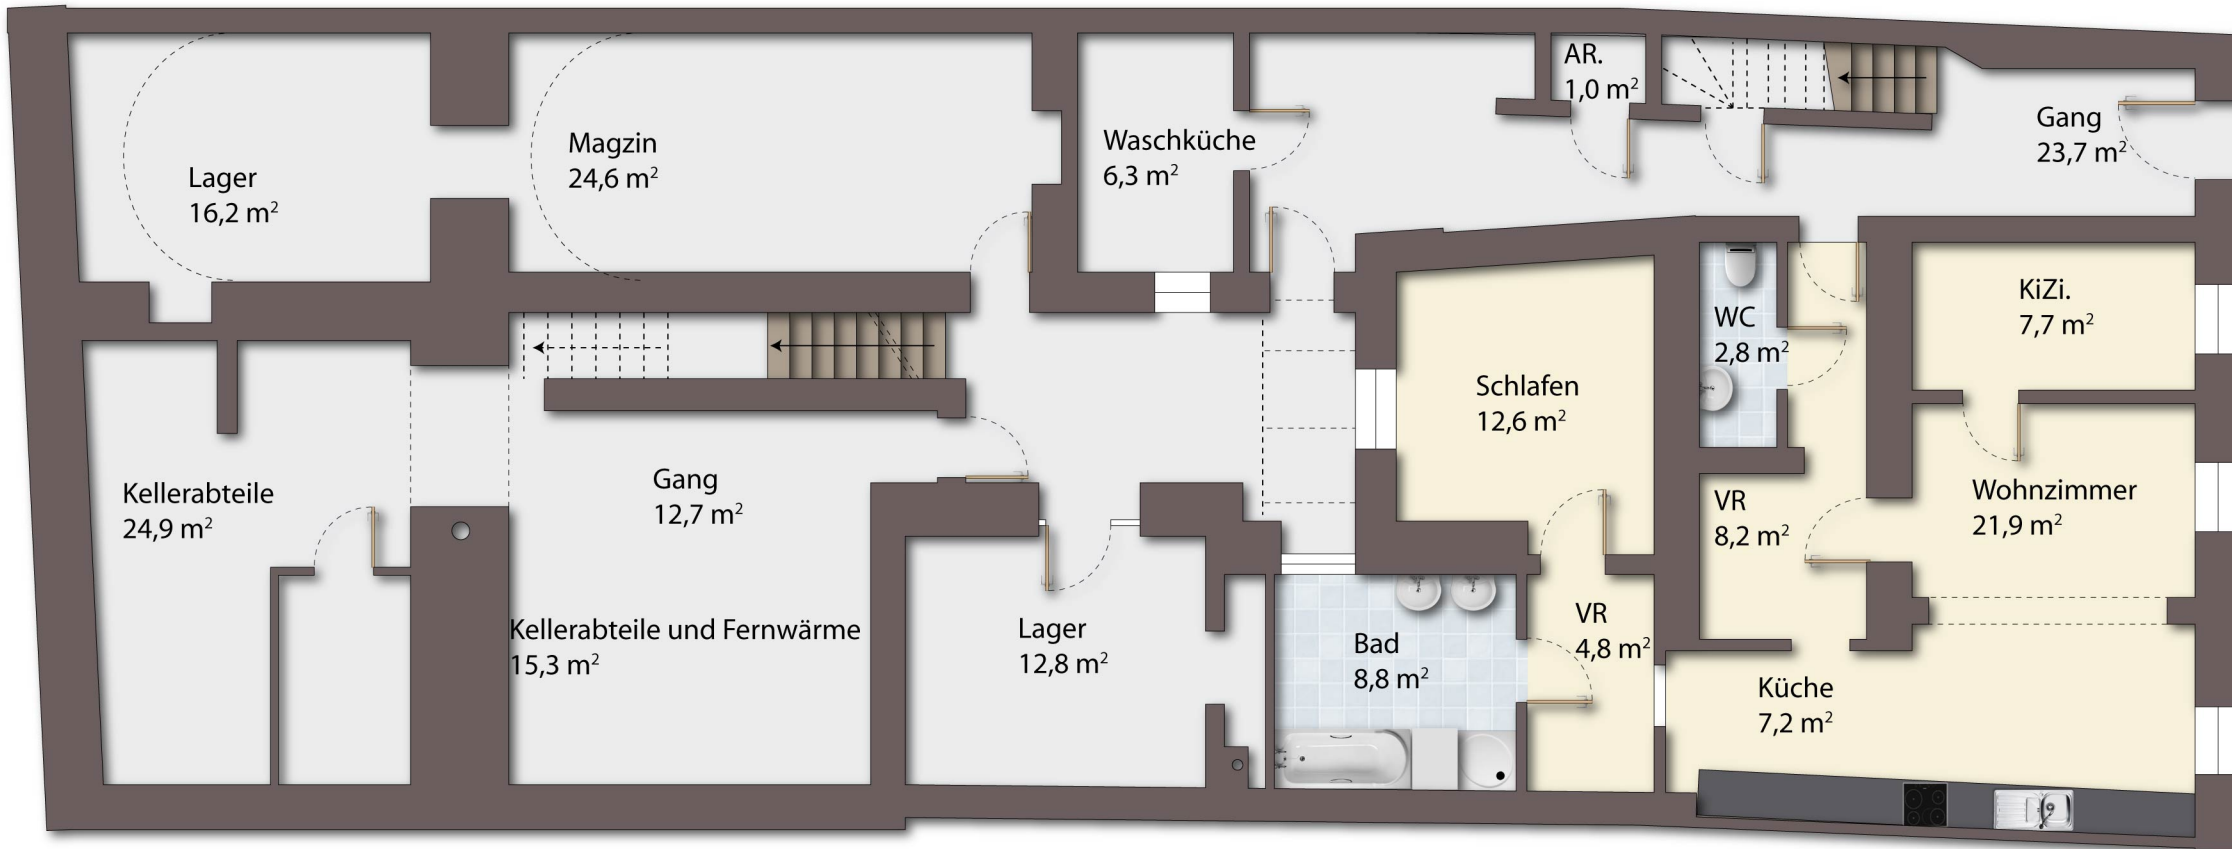 Lager
16,2 m²
Magzin
24,6 m²
Waschküche
6,3 m²
AR.
1,0 m²
Gang
23,7 m²
KiZi.
7,7 m²
WC
2,8 m²
Schlafen
12,6 m²
Kellerabteile
24,9 m²
Gang
12,7 m²
VR
8,2 m²
Wohnzimmer
21,9 m²
Kellerabteile und Fernwärme
15,3 m²
Lager
12,8 m²
Bad
8,8 m²
VR
4,8 m²
Küche
7,2 m²